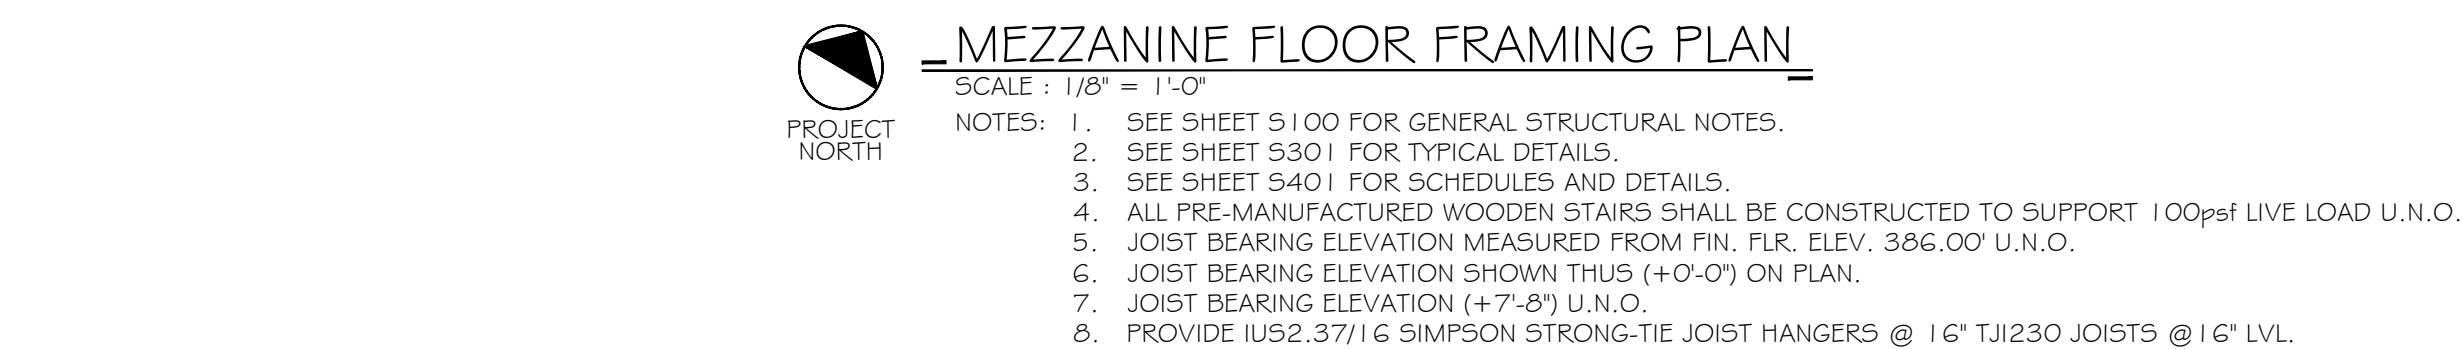 MEZZANINE FLOOR FRAMING PLAN
SCALE : 1/8" = 1'-0"
PROJECT
NORTH
NOTES: 1. SEE SHEET S100 FOR GENERAL STRUCTURAL NOTES.
2. SEE SHEET S301 FOR TYPICAL DETAILS.
3. SEE SHEET S401 FOR SCHEDULES AND DETAILS.
4. ALL PRE-MANUFACTURED WOODEN STAIRS SHALL BE CONSTRUCTED TO SUPPORT 100psf LIVE LOAD U.N.O.
5. JOIST BEARING ELEVATION MEASURED FROM FIN. FLR. ELEV. 386.00' U.N.O.
6. JOIST BEARING ELEVATION SHOWN THUS (+0'-0") ON PLAN.
7. JOIST BEARING ELEVATION (+7'-8") U.N.O.
8. PROVIDE IUS2.37/16 SIMPSON STRONG-TIE JOIST HANGERS @ 16" TJI230 JOISTS @16" LVL.